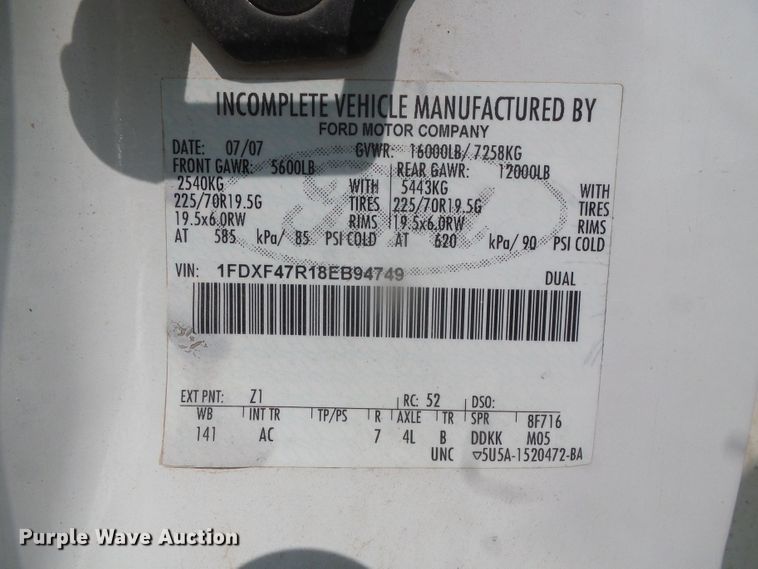 INCOMPLETE VEHICLE MANUFACTURED BY
FORD MOTOR COMPANY
DATE: 07/07 GVWR: 16000LB/ 7258KG
FRONT GAWR: 5600LB REAR GAWR: 12000LB
2540KG WITH 5443KG WITH
225/70R19.5G TIRES 225/70R19.5G TIRES
19.5x6.0RW RIMS 19.5x6.0RW RIMS
AT 585 kPa/ 85 PSI COLD AT 620 kPa/ 90 PSI COLD
VIN: 1FDXF47R18EB94749 DUAL
EXT PNT: Z1 RC: 52 DSO:
WB INT TR TP/PS R AXLE TR SPR 8F716
141 AC 7 4L B DDKK M05
UNC ▽5U5A-1520472-BA
Purple Wave Auction